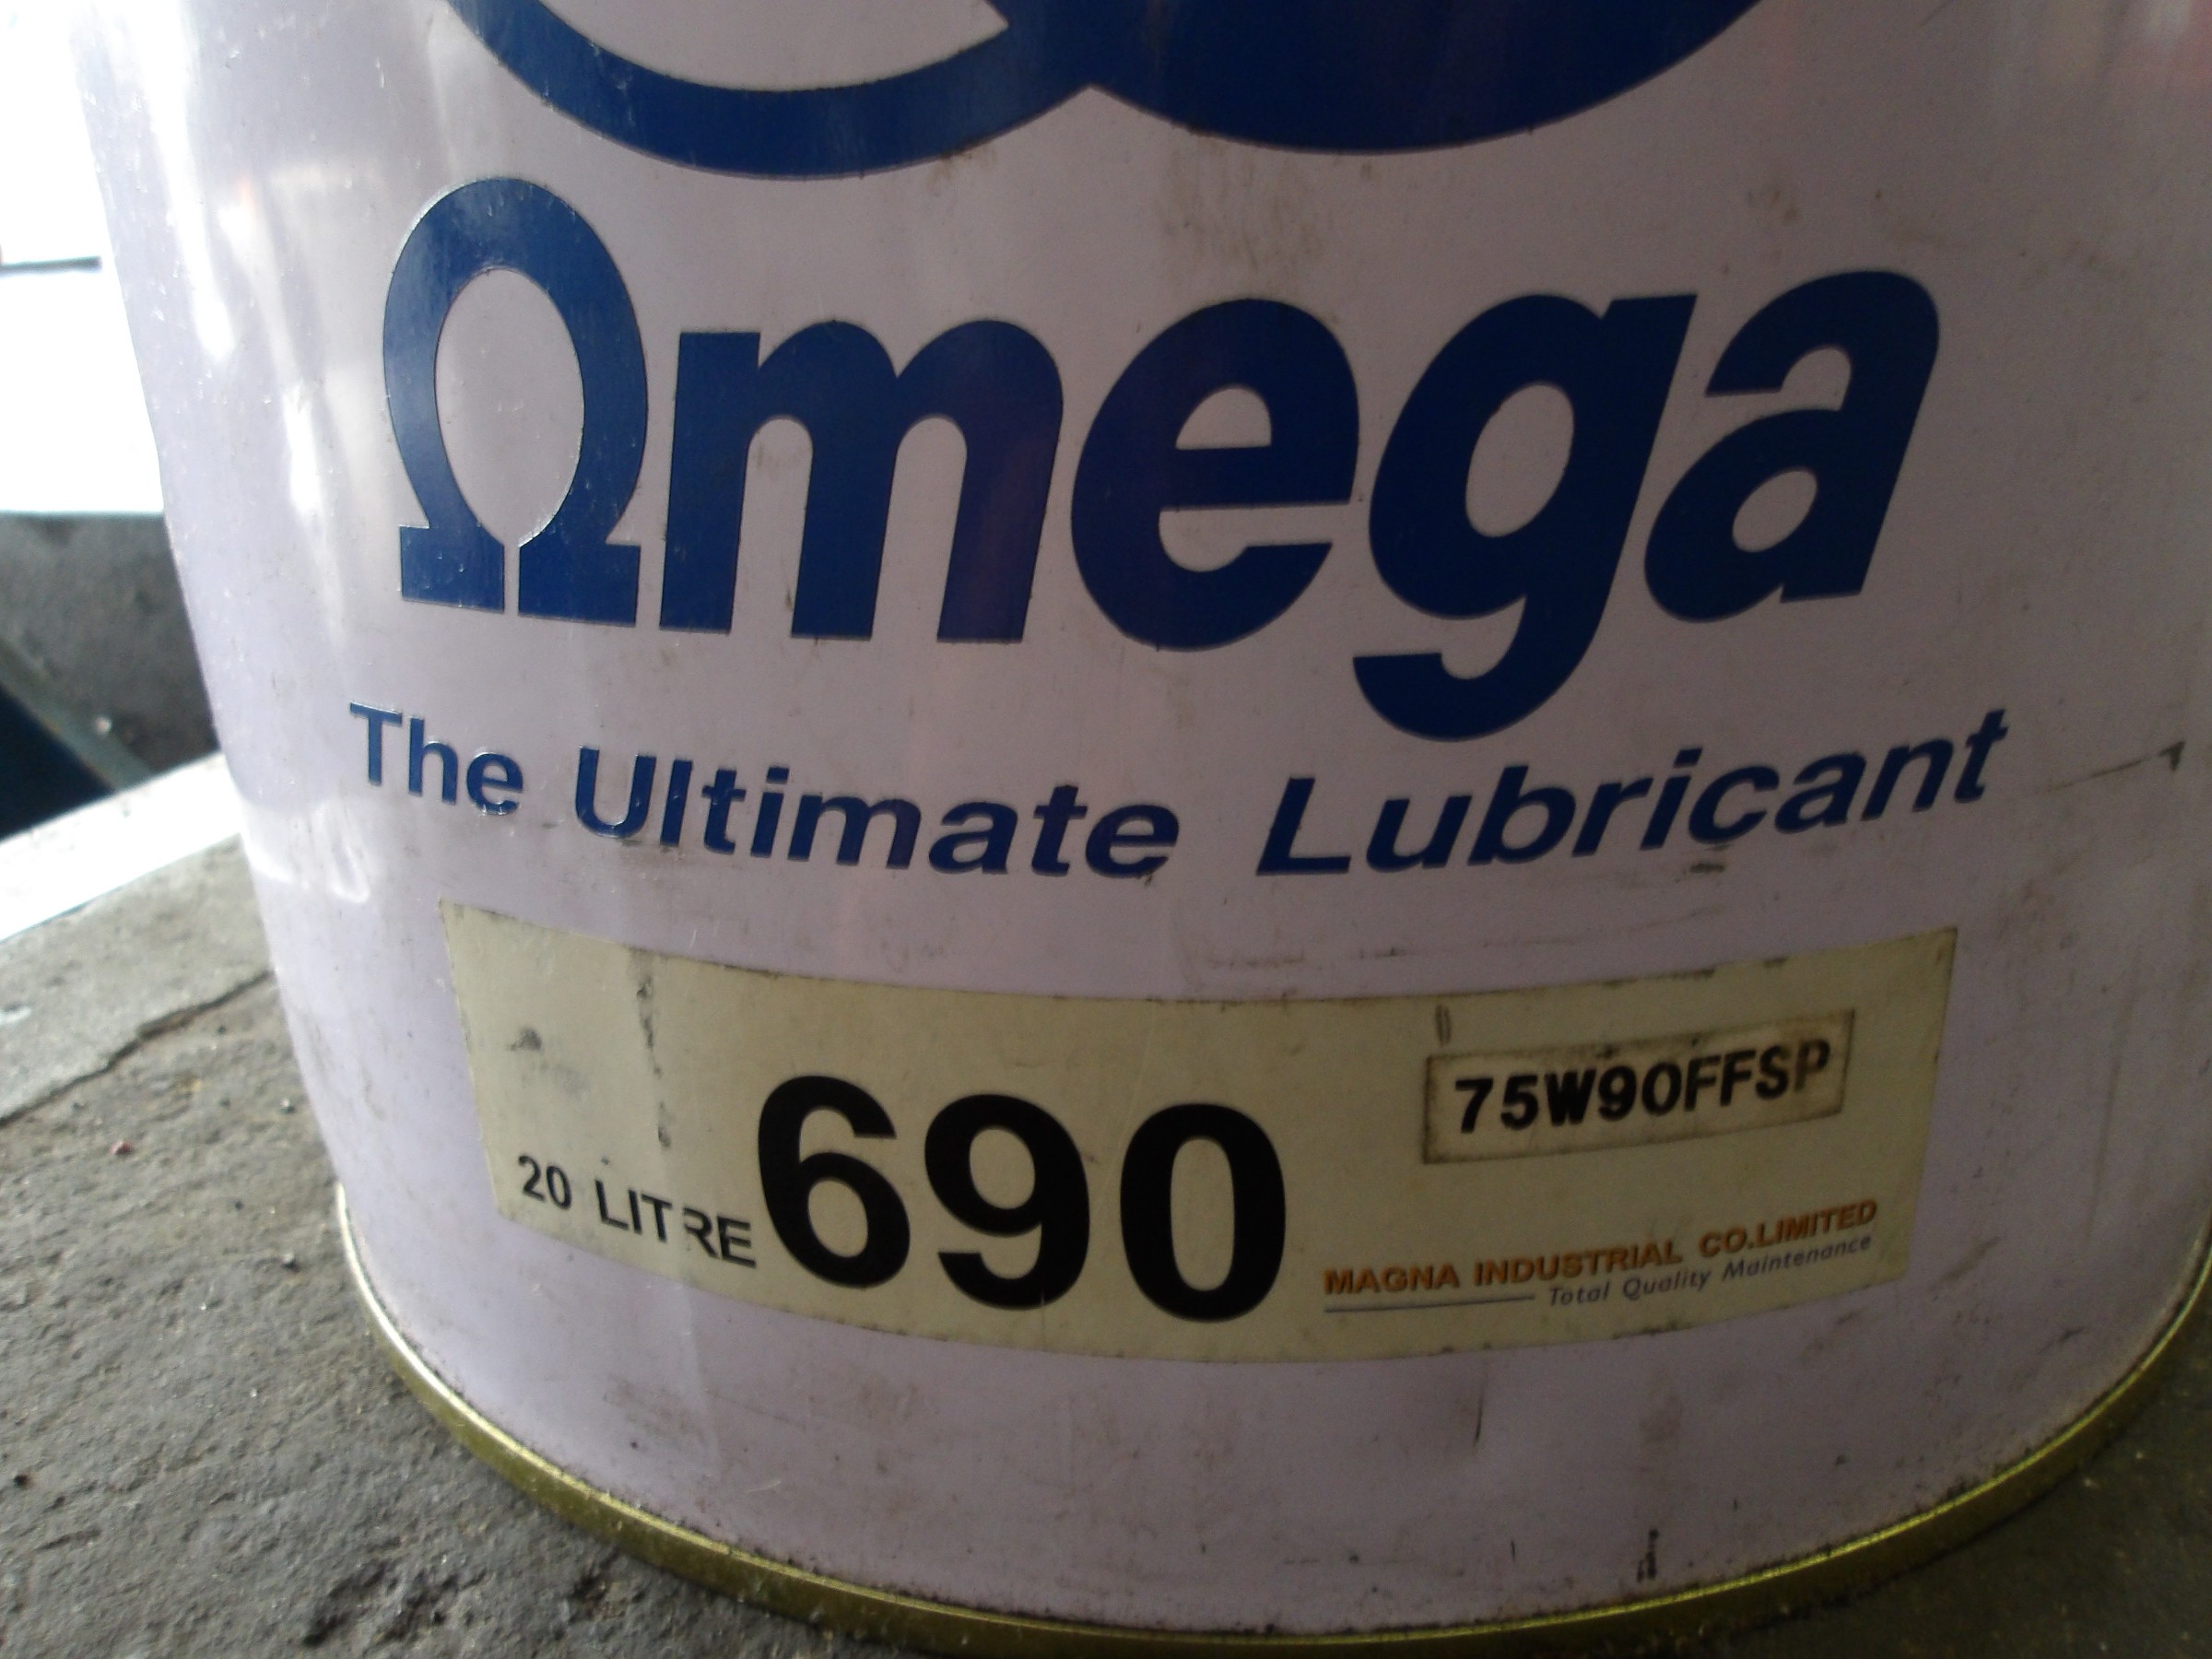 Ωmega
The Ultimate Lubricant
75W90FFSP
20 LITRE 690
MAGNA INDUSTRIAL CO.LIMITED
Total Quality Maintenance